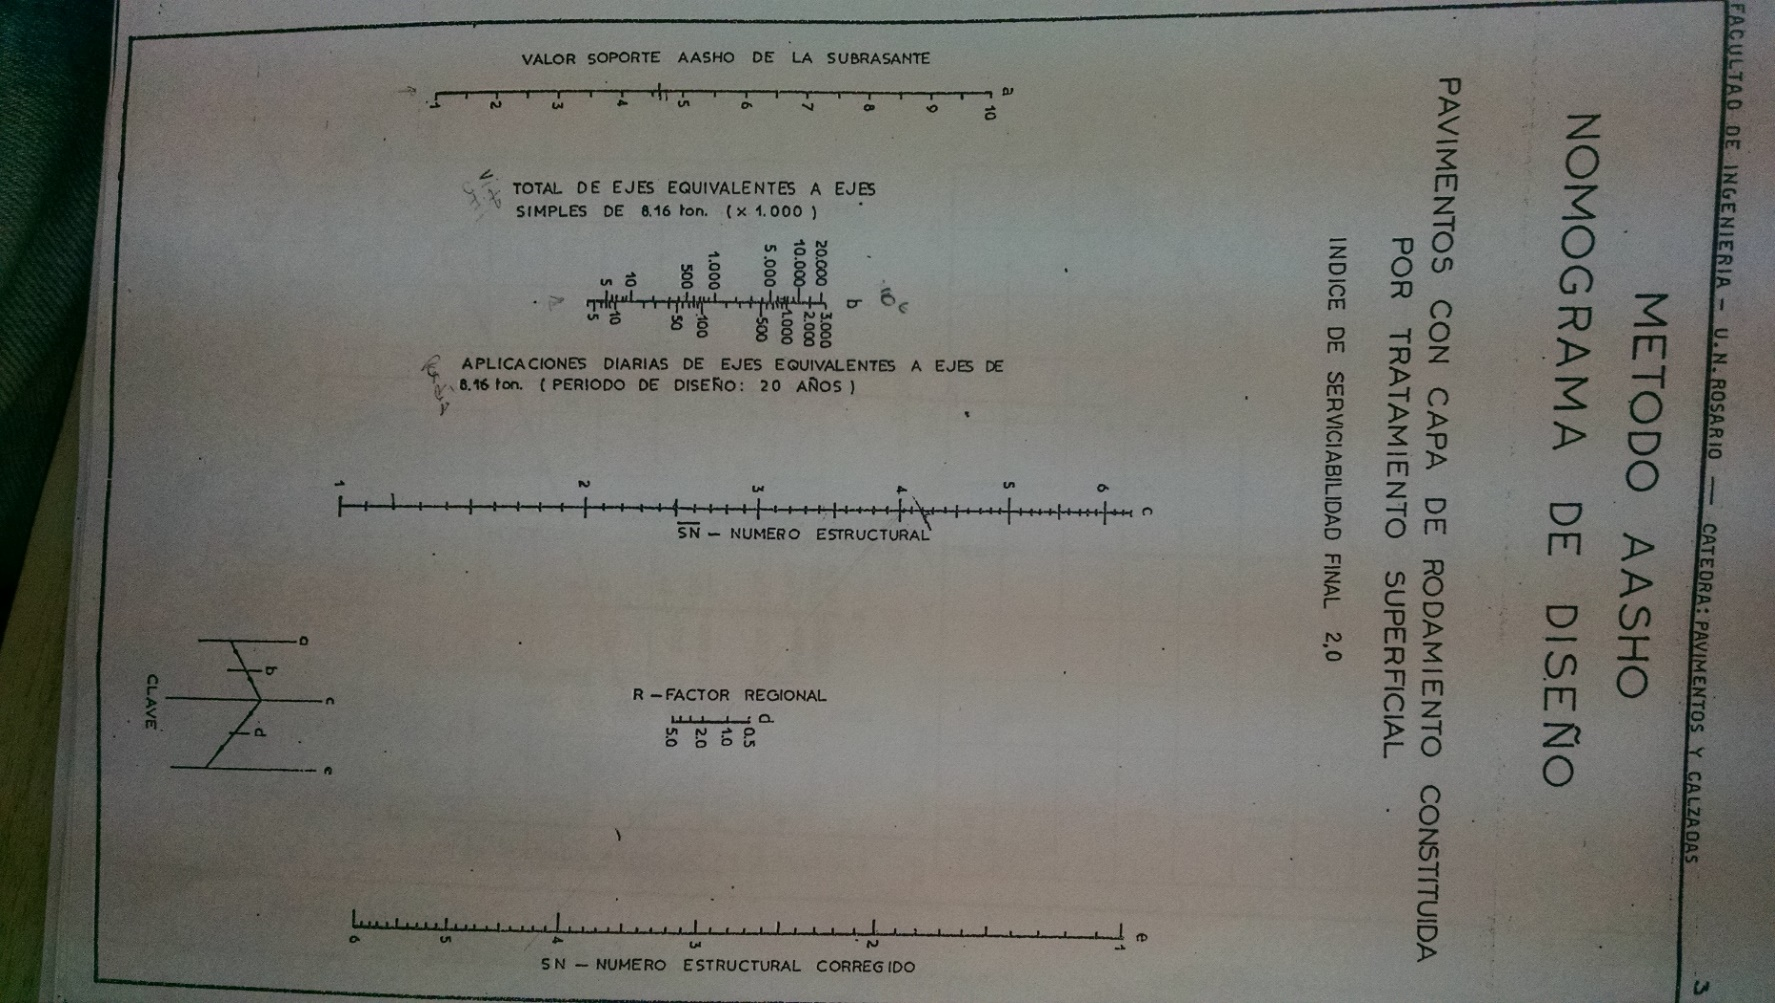 FACULTAD DE INGENIERIA - U.N. ROSARIO — CATEDRA: PAVIMENTOS Y CALZADAS
3
METODO AASHO
NOMOGRAMA DE DISEÑO
PAVIMENTOS CON CAPA DE RODAMIENTO CONSTITUIDA
POR TRATAMIENTO SUPERFICIAL
INDICE DE SERVICIABILIDAD FINAL 2,0
VALOR SOPORTE AASHO DE LA SUBRASANTE
a
1 2 3 4 5 6 7 8 9 10
TOTAL DE EJES EQUIVALENTES A EJES
SIMPLES DE 8.16 ton. (x 1.000)
b
20.000
10.000
5.000
1.000
500
10
5
3.000
2.000
1.000
500
100
50
10
5
APLICACIONES DIARIAS DE EJES EQUIVALENTES A EJES DE
8.16 ton. (PERIODO DE DISEÑO: 20 AÑOS)
c
1 2 3 4 5 6
SN — NUMERO ESTRUCTURAL
R — FACTOR REGIONAL
d
0.5
1.0
2.0
5.0
e
6 5 4 3 2 1
SN — NUMERO ESTRUCTURAL CORREGIDO
a
b
c
d
e
CLAVE